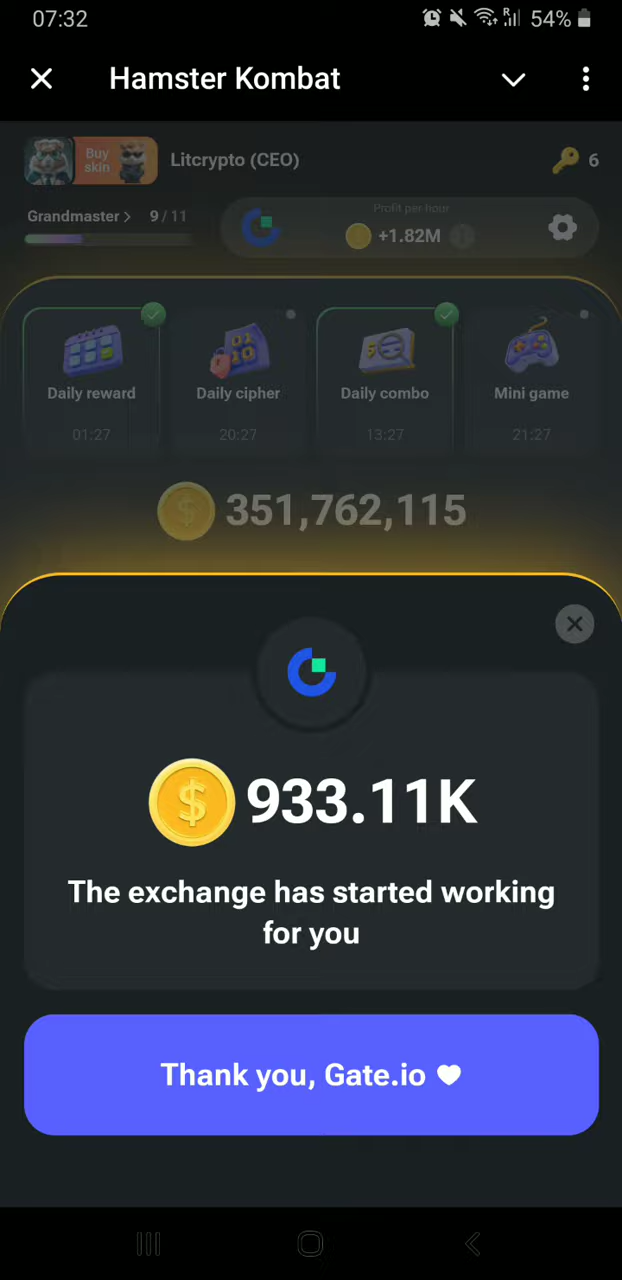 07:32
R
54%
Hamster Kombat
Buy
skin
Litcrypto (CEO)
6
Grandmaster > 9 / 11
Profit per hour
+1.82M
Daily reward
01:27
01
10
Daily cipher
20:27
Daily combo
13:27
Mini game
21:27
351,762,115
933.11K
The exchange has started working
for you
Thank you, Gate.io